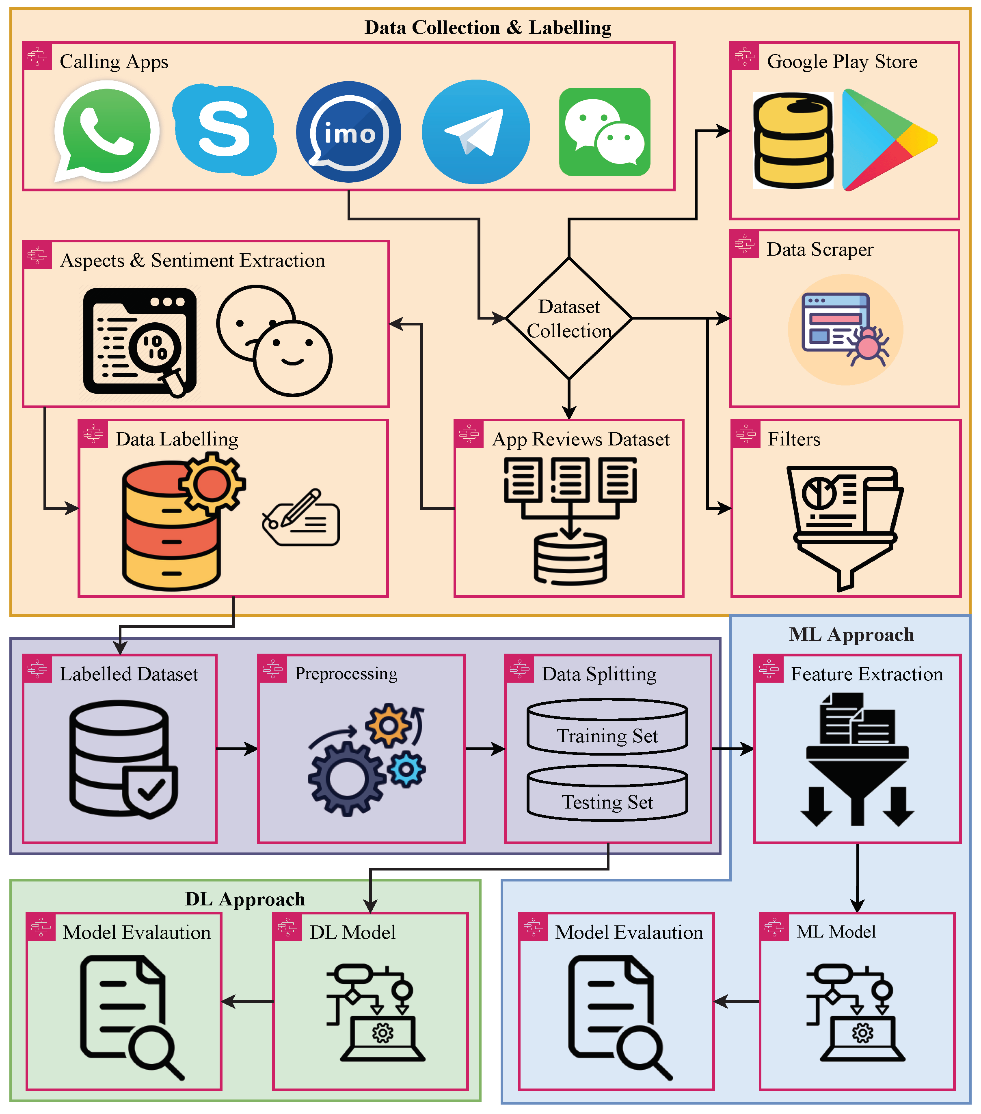 Data Collection & Labelling
Calling Apps
S
imo
Google Play Store
Aspects & Sentiment Extraction
10
10
Dataset
Collection
Data Scraper
Data Labelling
App Reviews Dataset
Filters
ML Approach
Labelled Dataset
Preprocessing
Data Splitting
Training Set
Testing Set
Feature Extraction
DL Approach
Model Evalaution
DL Model
Model Evalaution
ML Model